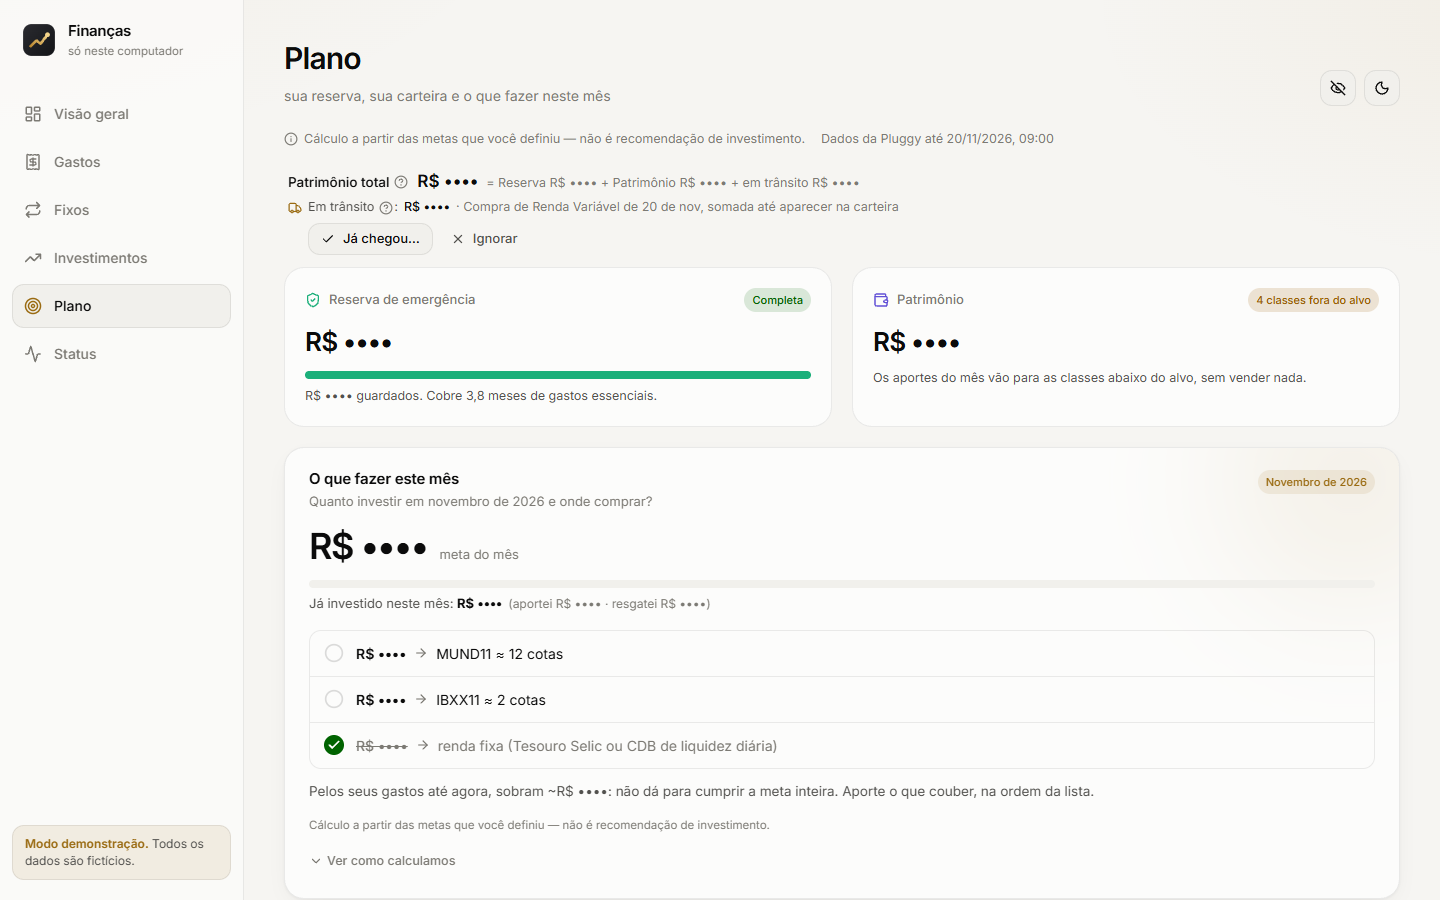 Finanças
só neste computador
Visão geral
Gastos
Fixos
Investimentos
Plano
Status
Modo demonstração. Todos os
dados são fictícios.
Plano
sua reserva, sua carteira e o que fazer neste mês
Cálculo a partir das metas que você definiu — não é recomendação de investimento. Dados da Pluggy até 20/11/2026, 09:00
Patrimônio total R$ •••• = Reserva R$ •••• + Patrimônio R$ •••• + em trânsito R$ ••••
Em trânsito : R$ •••• · Compra de Renda Variável de 20 de nov, somada até aparecer na carteira
Já chegou... Ignorar
Reserva de emergência Completa
R$ ••••
R$ •••• guardados. Cobre 3,8 meses de gastos essenciais.
Patrimônio 4 classes fora do alvo
R$ ••••
Os aportes do mês vão para as classes abaixo do alvo, sem vender nada.
O que fazer este mês
Novembro de 2026
Quanto investir em novembro de 2026 e onde comprar?
R$ •••• meta do mês
Já investido neste mês: R$ •••• (aportei R$ •••• · resgatei R$ ••••)
R$ •••• → MUND11 ≈ 12 cotas
R$ •••• → IBXX11 ≈ 2 cotas
R$ •••• → renda fixa (Tesouro Selic ou CDB de liquidez diária)
Pelos seus gastos até agora, sobram ~R$ ••••: não dá para cumprir a meta inteira. Aporte o que couber, na ordem da lista.
Cálculo a partir das metas que você definiu — não é recomendação de investimento.
Ver como calculamos